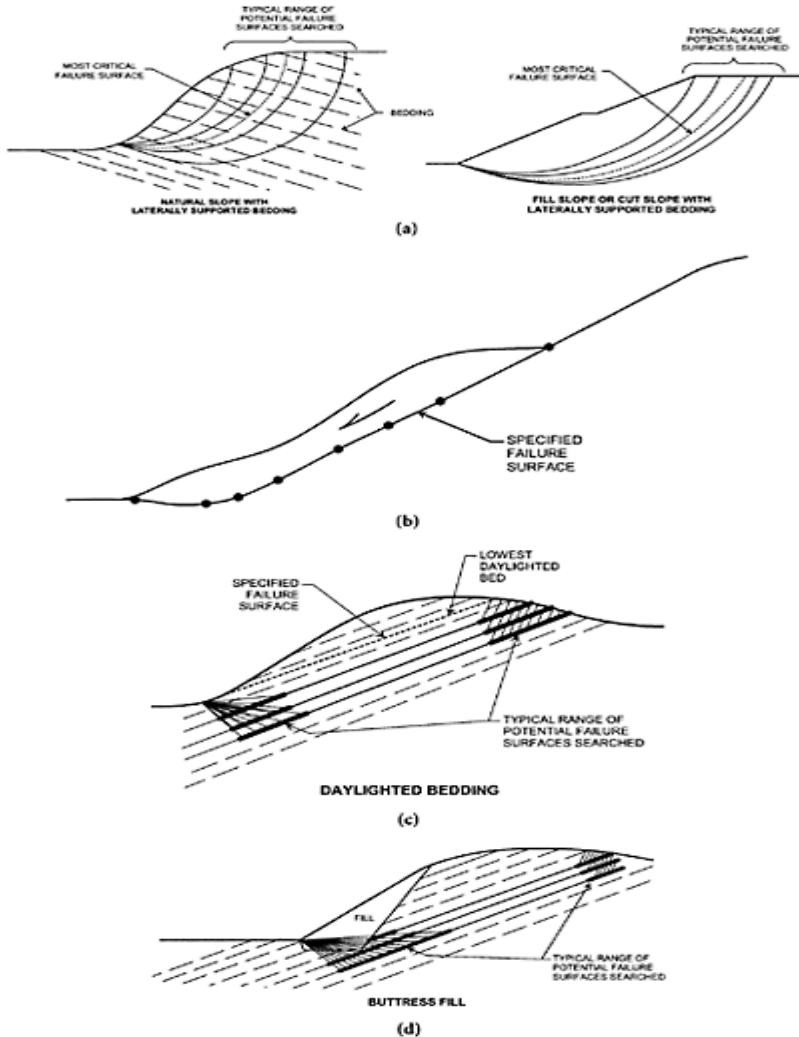 TYPICAL RANGE OF
POTENTIAL FAILURE
SURFACES SEARCHED
MOST CRITICAL
FAILURE SURFACE
BEDDING
NATURAL SLOPE WITH
LATERALLY SUPPORTED BEDDING
TYPICAL RANGE OF
POTENTIAL FAILURE
SURFACES SEARCHED
MOST CRITICAL
FAILURE SURFACE
FILL SLOPE OR CUT SLOPE WITH
LATERALLY SUPPORTED BEDDING
(a)
SPECIFIED
FAILURE
SURFACE
(b)
LOWEST
DAYLIGHTED
BED
SPECIFIED
FAILURE
SURFACE
TYPICAL RANGE OF
POTENTIAL FAILURE
SURFACES SEARCHED
DAYLIGHTED BEDDING
(c)
FILL
TYPICAL RANGE OF
POTENTIAL FAILURE
SURFACES SEARCHED
BUTTRESS FILL
(d)